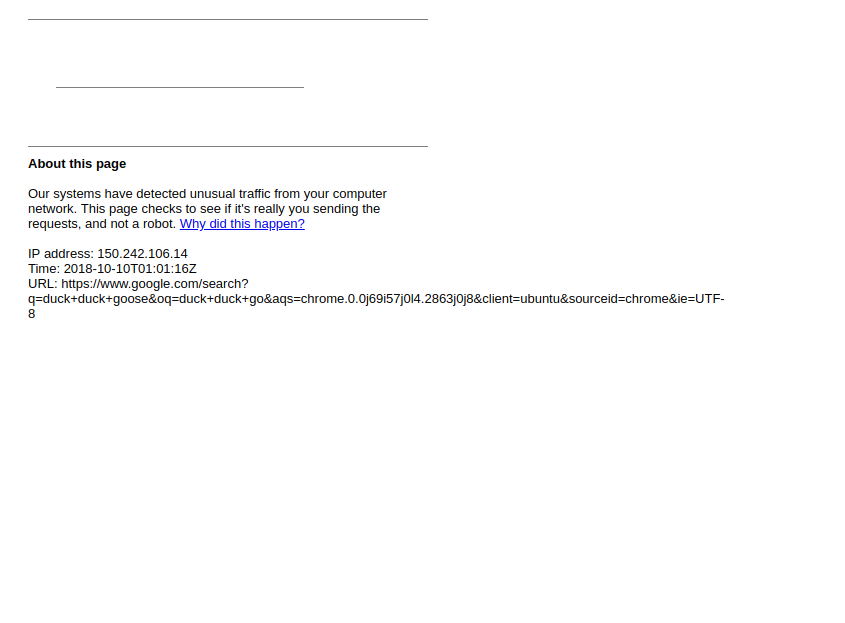 About this page
Our systems have detected unusual traffic from your computer
network. This page checks to see if it's really you sending the
requests, and not a robot. Why did this happen?
IP address: 150.242.106.14
Time: 2018-10-10T01:01:16Z
URL: https://www.google.com/search?
q=duck+duck+goose&oq=duck+duck+go&aqs=chrome.0.0j69i57j0l4.2863j0j8&client=ubuntu&sourceid=chrome&ie=UTF-
8